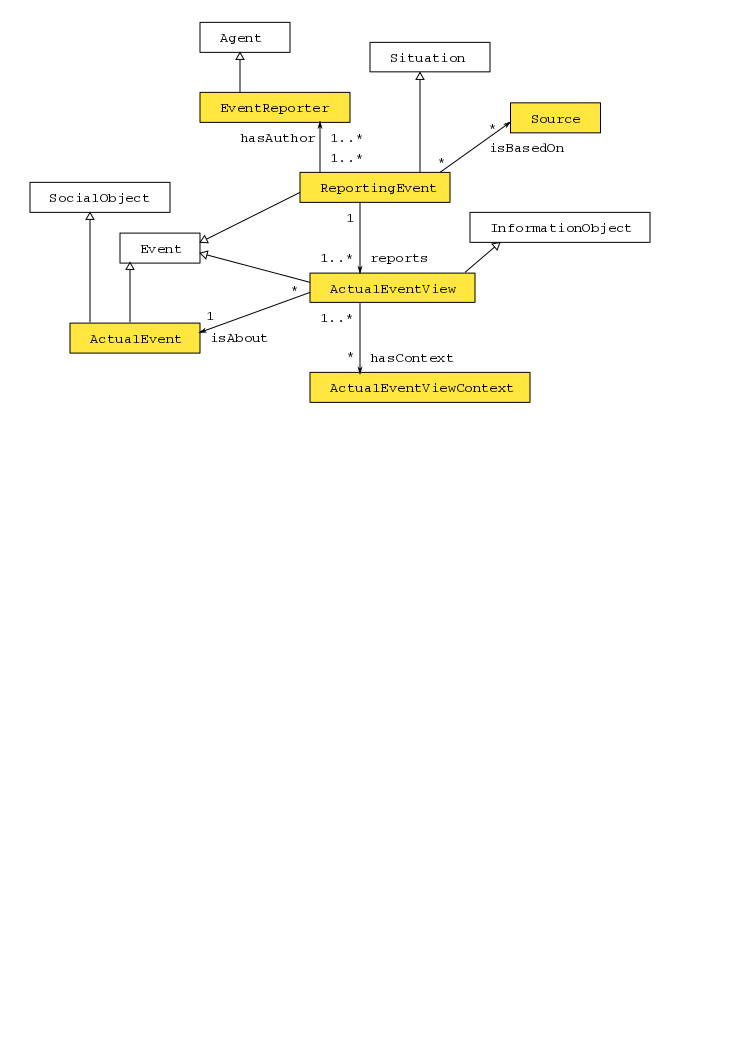 Agent
Situation
EventReporter
Source
*
hasAuthor
1..*
isBasedOn
1..*
*
ReportingEvent
SocialObject
1
InformationObject
Event
1..*
reports
ActualEventView
*
1
1..*
isAbout
ActualEvent
*
hasContext
ActualEventViewContext